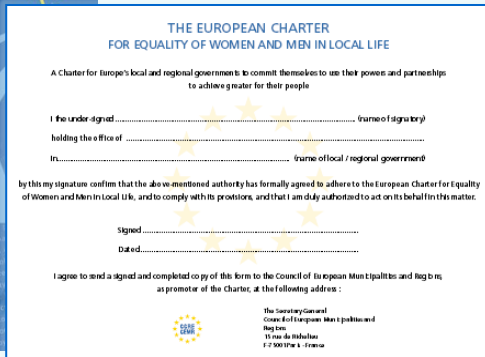 THE EUROPEAN CHARTER
FOR EQUALITY OF WOMEN AND MEN IN LOCAL LIFE
A Charter for Europe's local and regional governments to commit themselves to use their powers and partnerships
to achieve greater for their people
I the under-signed ........................................ (name of signatory)
holding the office of ........................................
in........................................ (name of local / regional government)
by this my signature confirm that the above-mentioned authority has formally agreed to adhere to the European Charter for Equality
of Women and Men in Local Life, and to comply with its provisions, and that I am duly authorized to act on its behalf in this matter.
Signed ........................................
Dated ........................................
I agree to send a signed and completed copy of this form to the Council of European Municipalities and Regions,
as promoter of the Charter, at the following address :
The Secretary General
Council of European Municipalities and
Regions
15 rue de Richelieu
F-75001 Paris - France
CCRE
CEMR